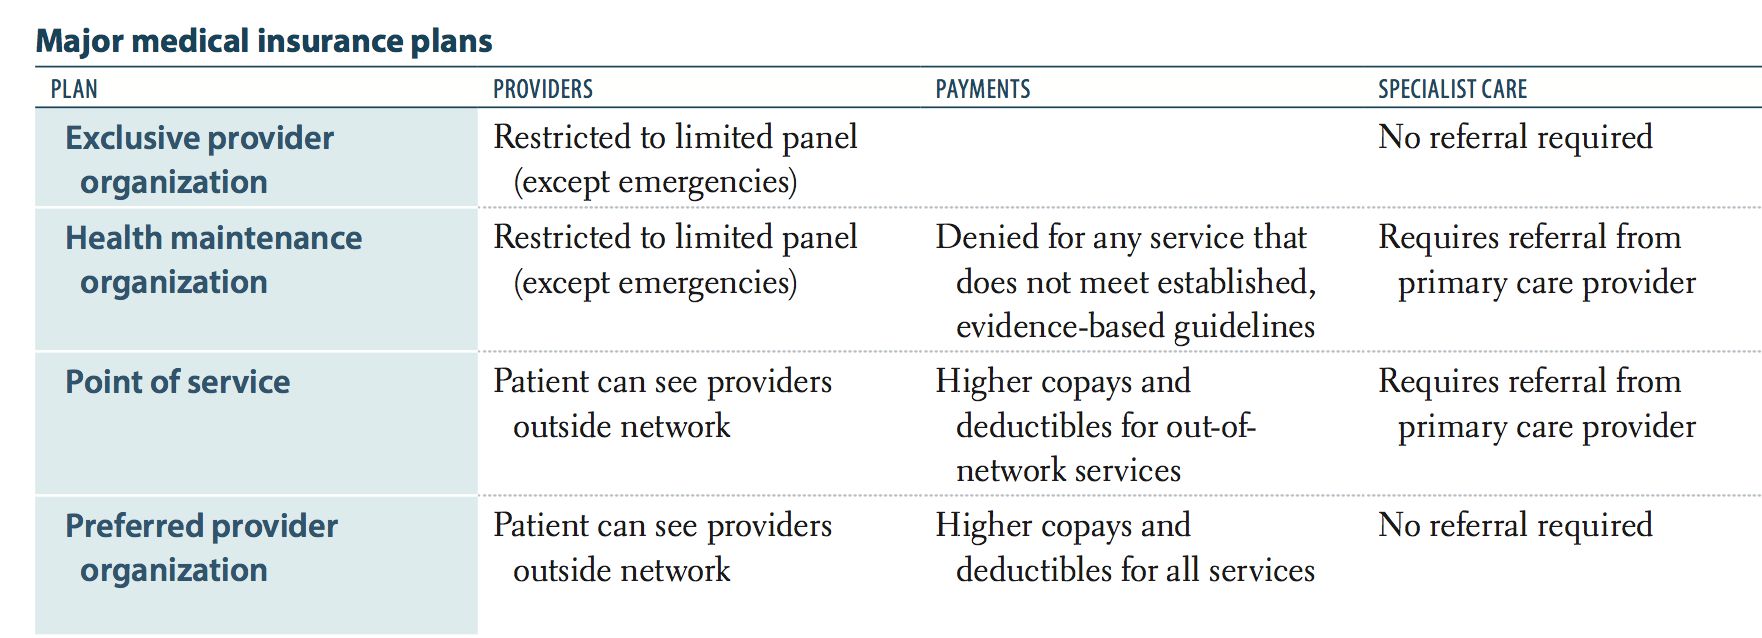 Major medical insurance plans
PLAN PROVIDERS PAYMENTS SPECIALIST CARE
Exclusive provider
organization
Restricted to limited panel
(except emergencies)
No referral required
Health maintenance
organization
Restricted to limited panel
(except emergencies)
Denied for any service that
does not meet established,
evidence-based guidelines
Requires referral from
primary care provider
Point of service
Patient can see providers
outside network
Higher copays and
deductibles for out-of-
network services
Requires referral from
primary care provider
Preferred provider
organization
Patient can see providers
outside network
Higher copays and
deductibles for all services
No referral required